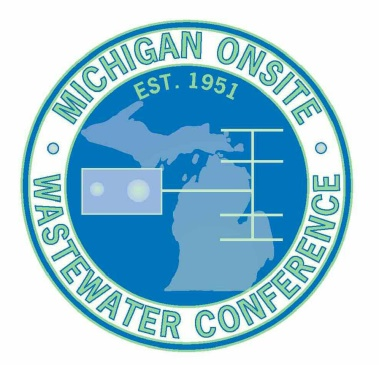 MICHIGAN ONSITE
EST. 1951
WASTEWATER CONFERENCE